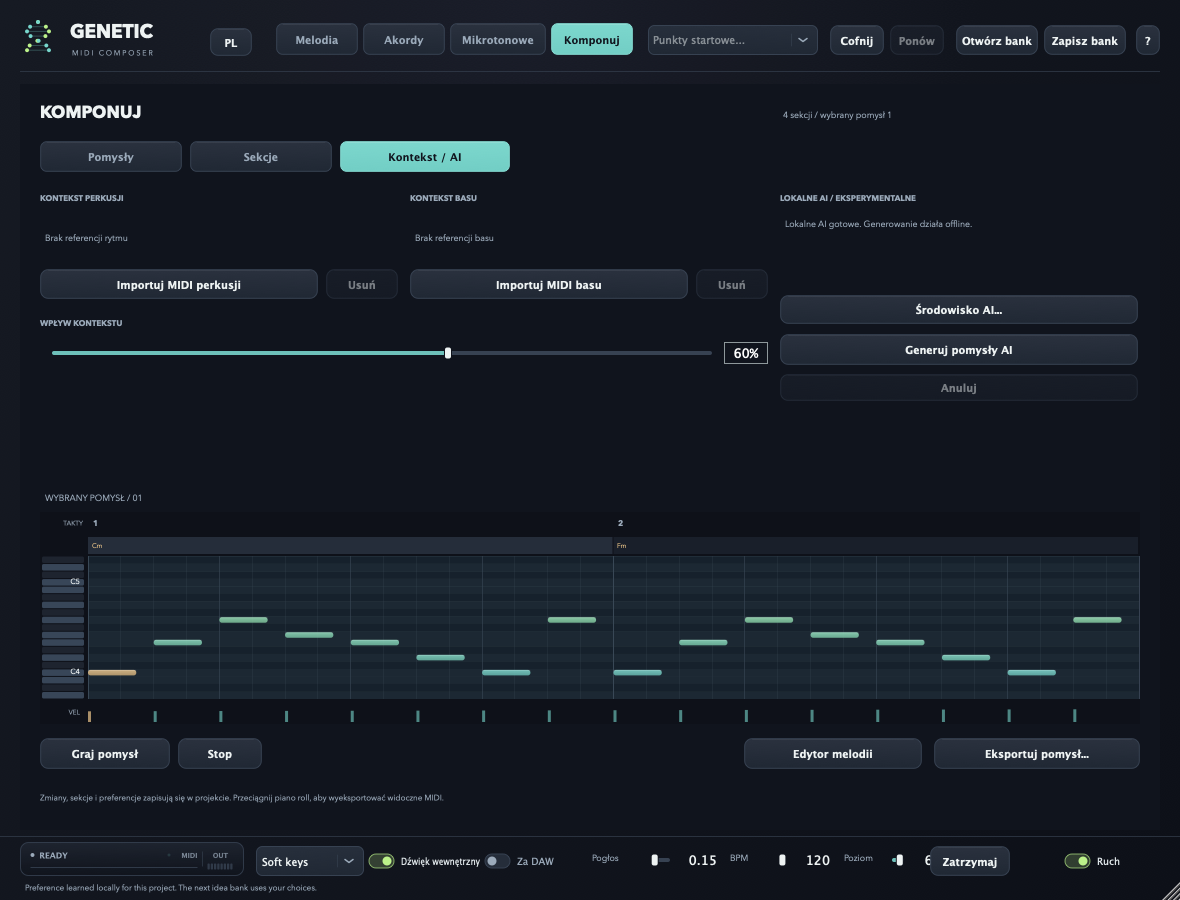 GENETIC
MIDI COMPOSER
PL
Melodia
Akordy
Mikrotonowe
Komponuj
Punkty startowe...
Cofnij
Ponów
Otwórz bank
Zapisz bank
?
KOMPONUJ
4 sekcji / wybrany pomysł 1
Pomysły
Sekcje
Kontekst / AI
KONTEKST PERKUSJI
KONTEKST BASU
LOKALNE AI / EKSPERYMENTALNE
Brak referencji rytmu
Brak referencji basu
Lokalne AI gotowe. Generowanie działa offline.
Importuj MIDI perkusji
Usuń
Importuj MIDI basu
Usuń
Środowisko AI...
WPŁYW KONTEKSTU
60%
Generuj pomysły AI
Anuluj
WYBRANY POMYSŁ / 01
TAKTY
1
2
Cm
Fm
C5
C4
VEL
Graj pomysł
Stop
Edytor melodii
Eksportuj pomysł...
Zmiany, sekcje i preferencje zapisują się w projekcie. Przeciągnij piano roll, aby wyeksportować widoczne MIDI.
READY
MIDI
OUT
Soft keys
Dźwięk wewnętrzny
Za DAW
Pogłos
0.15
BPM
120
Poziom
Zatrzymaj
Ruch
Preference learned locally for this project. The next idea bank uses your choices.